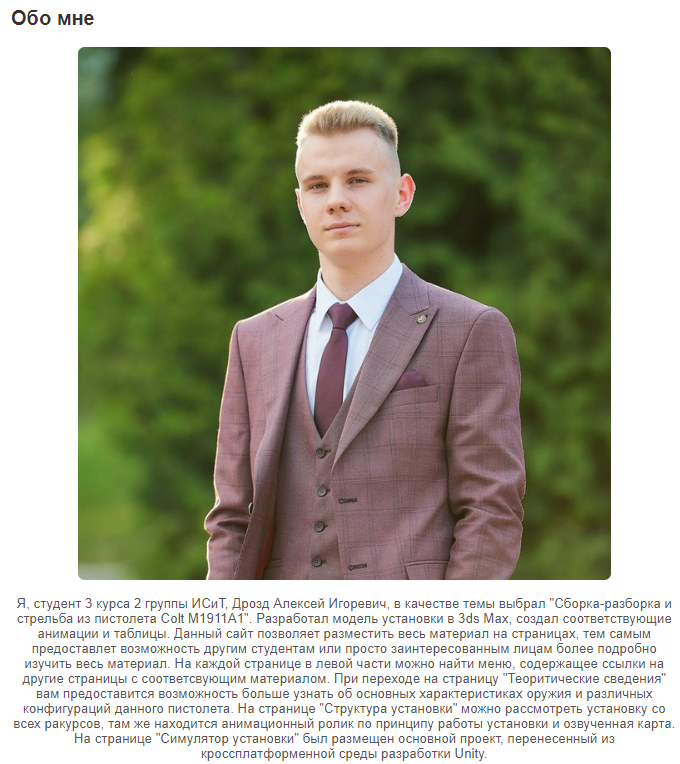 Обо мне
Я, студент 3 курса 2 группы ИСиТ, Дрозд Алексей Игоревич, в качестве темы выбрал "Сборка-разборка и
стрельба из пистолета Colt M1911A1". Разработал модель установки в 3ds Max, создал соответствующие
анимации и таблицы. Данный сайт позволяет разместить весь материал на страницах, тем самым
предоставлет возможность другим студентам или просто заинтересованным лицам более подробно
изучить весь материал. На каждой странице в левой части можно найти меню, содержащее ссылки на
другие страницы с соответсвующим материалом. При переходе на страницу "Теоритические сведения"
вам предоставится возможность больше узнать об основных характеристиках оружия и различных
конфигураций данного пистолета. На странице "Структура установки" можно рассмотреть установку со
всех ракурсов, там же находится анимационный ролик по принципу работы установки и озвученная карта.
На странице "Симулятор установки" был размещен основной проект, перенесенный из
кроссплатформенной среды разработки Unity.